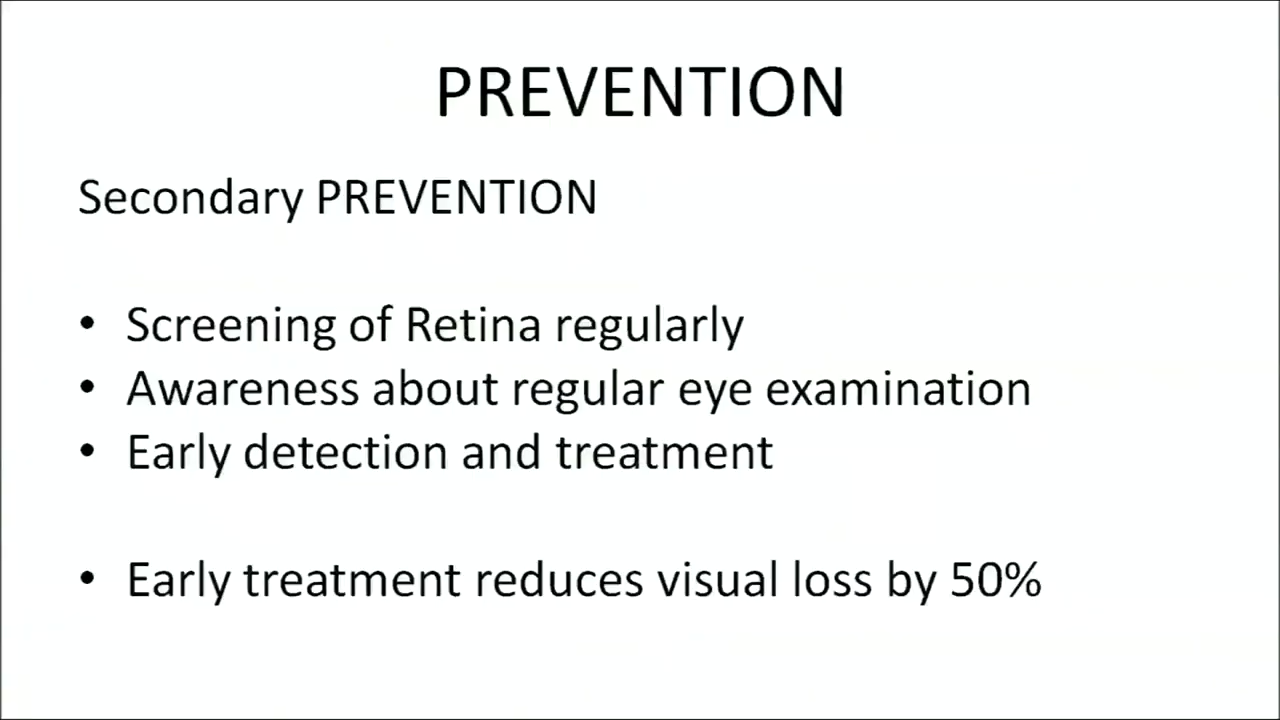 PREVENTION
Secondary PREVENTION
• Screening of Retina regularly
• Awareness about regular eye examination
• Early detection and treatment
• Early treatment reduces visual loss by 50%